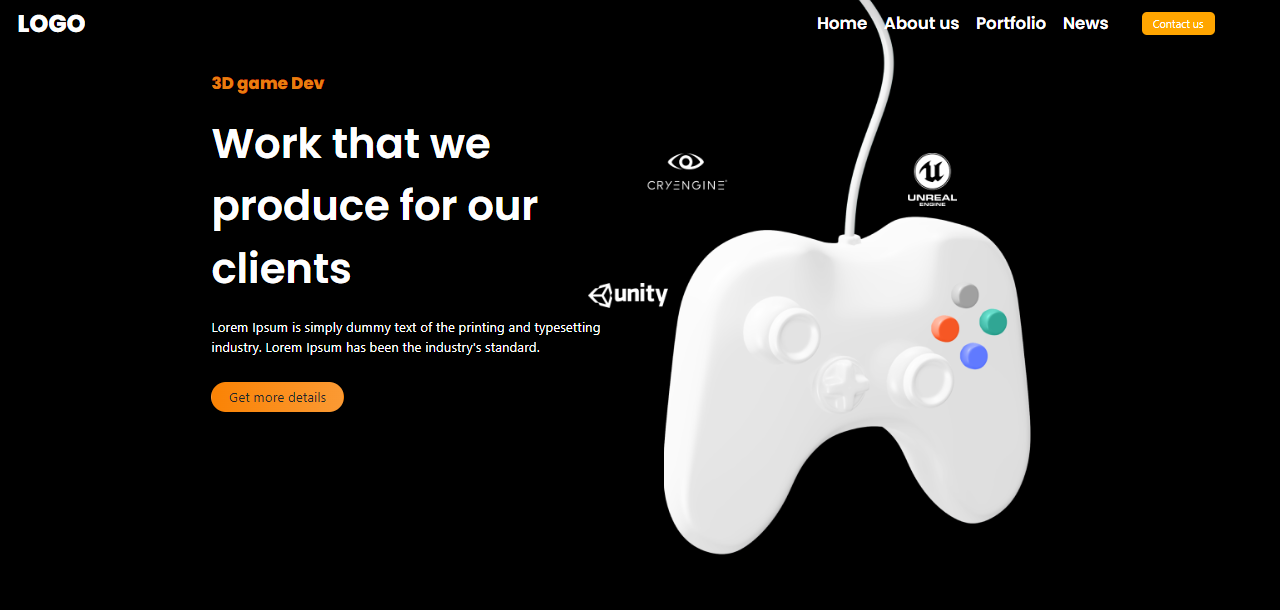 LOGO
Home About us Portfolio News Contact us
3D game Dev
Work that we
produce for our
clients
CRYENGINE
UNREAL
ENGINE
unity
Lorem Ipsum is simply dummy text of the printing and typesetting
industry. Lorem Ipsum has been the industry's standard.
Get more details